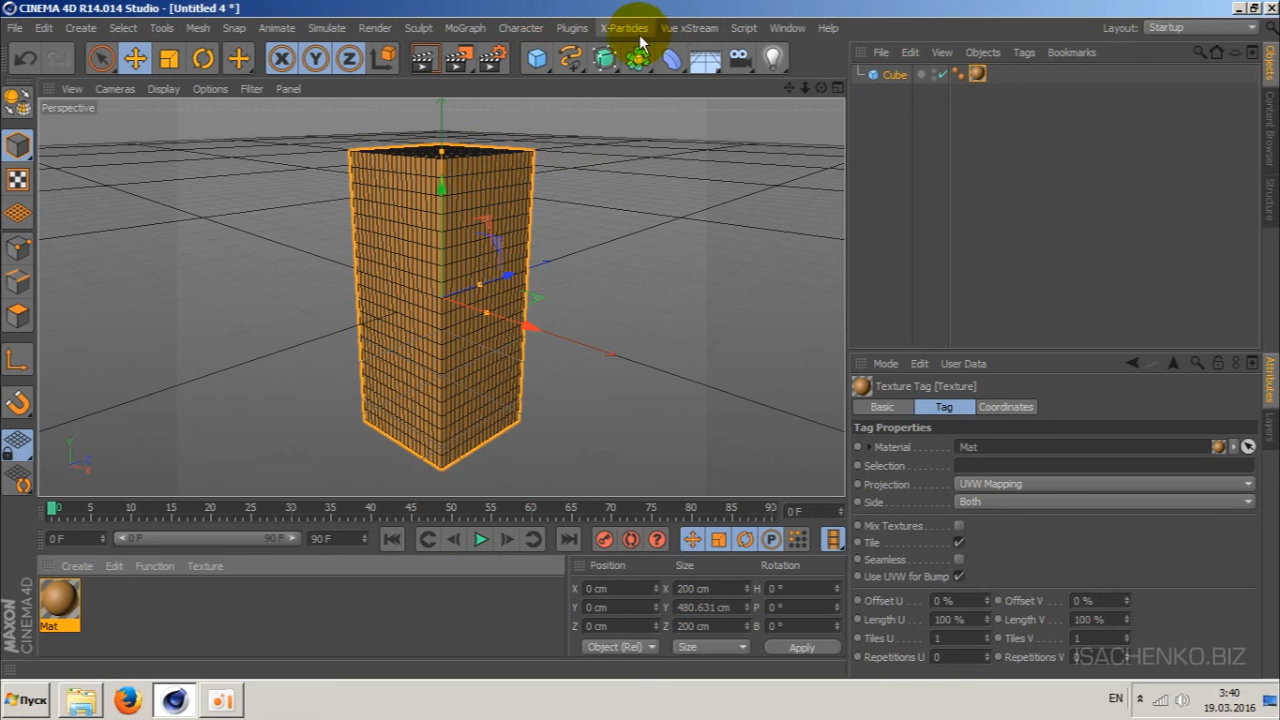 CINEMA 4D R14.014 Studio - [Untitled 4 *]
File Edit Create Select Tools Mesh Snap Animate Simulate Render Sculpt MoGraph Character Plugins X-Particles Vue xStream Script Window Help Layout: Startup
File Edit View Objects Tags Bookmarks
View Cameras Display Options Filter Panel
Perspective
Cube
Objects
Content Browser
Structure
Y
Z
X
Mode Edit User Data
Texture Tag [Texture]
Basic Tag Coordinates
Tag Properties
Material Mat
Selection
Projection UVW Mapping
Side Both
Mix Textures
Tile
Seamless
Use UVW for Bump
Offset U 0 % Offset V 0 %
Length U 100 % Length V 100 %
Tiles U 1 Tiles V 1
Repetitions U 0 Repetitions V 0
Attributes
Layers
0 5 10 15 20 25 30 35 40 45 50 55 60 65 70 75 80 85 90 0 F
0 F 0 F 90 F 90 F
Create Edit Function Texture
Mat
Position Size Rotation
X 0 cm X 200 cm H 0 °
Y 0 cm Y 480.631 cm P 0 °
Z 0 cm Z 200 cm B 0 °
Object (Rel) Size Apply
MAXON
CINEMA 4D
ISACHENKO.BIZ
Пуск
EN
3:40
19.03.2016